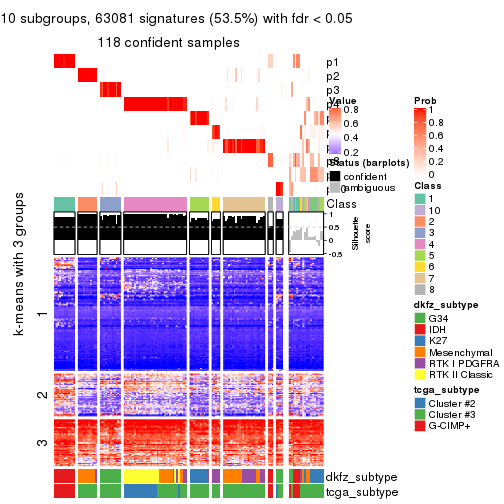 10 subgroups, 63081 signatures (53.5%) with fdr < 0.05
118 confident samples
p1
p2
p3
p4
Value
0.8
0.6
0.4
0.2
Prob
1
0.8
0.6
0.4
0.2
0
Status (barplots)
confident
ambiguous
Class
1
0.5
0
-0.5
Silhouette
score
Class
1
10
2
3
4
5
6
7
8
k-means with 3 groups
1
2
3
dkfz_subtype
G34
IDH
K27
Mesenchymal
RTK I PDGFRA
RTK II Classic
tcga_subtype
Cluster #2
Cluster #3
G-CIMP+
dkfz_subtype
tcga_subtype